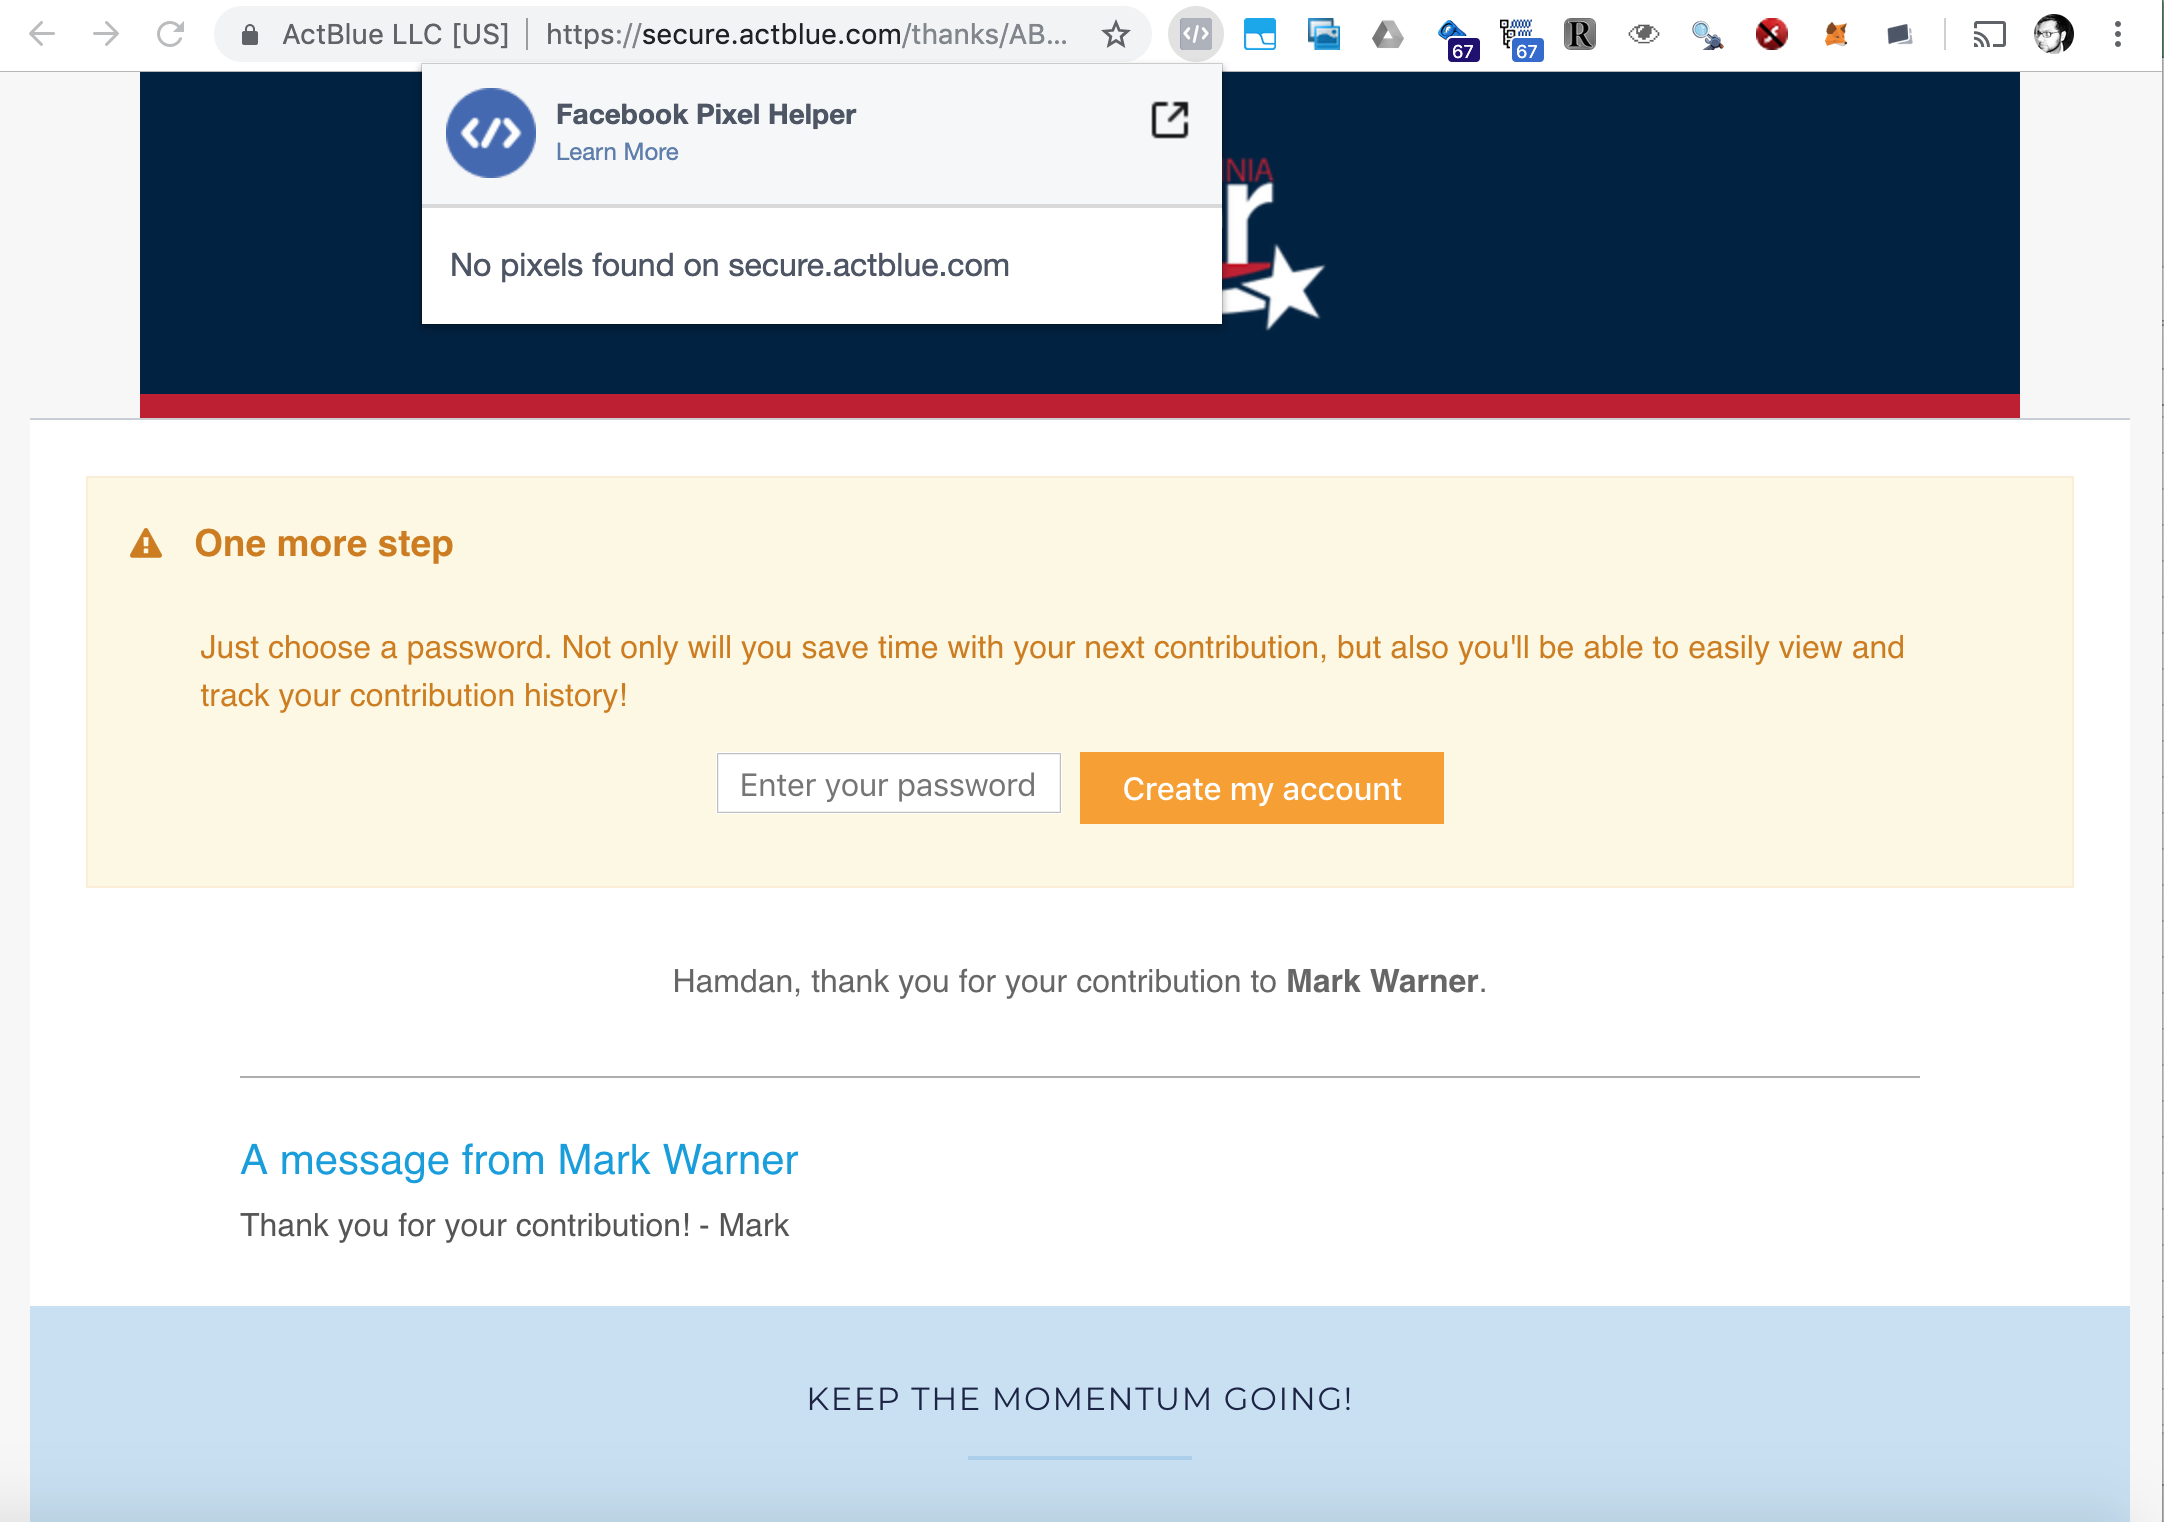 ActBlue LLC [US] https://secure.actblue.com/thanks/AB...
67
67
R
Facebook Pixel Helper
Learn More
NIA
r
No pixels found on secure.actblue.com
One more step
Just choose a password. Not only will you save time with your next contribution, but also you'll be able to easily view and
track your contribution history!
Enter your password
Create my account
Hamdan, thank you for your contribution to Mark Warner.
A message from Mark Warner
Thank you for your contribution! - Mark
KEEP THE MOMENTUM GOING!